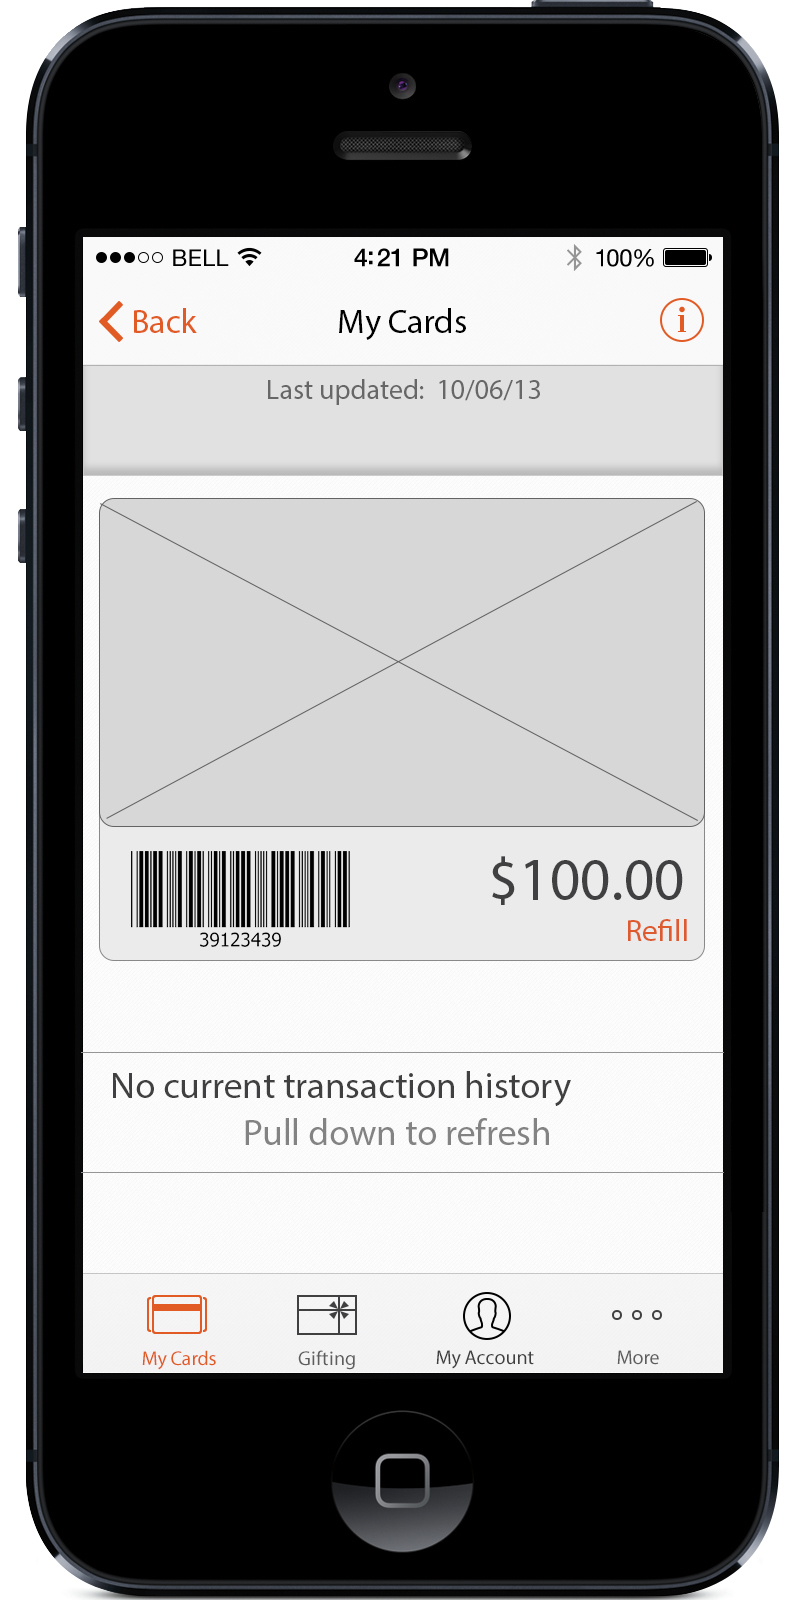 BELL 4:21 PM 100%
Back My Cards i
Last updated: 10/06/13
$100.00
Refill
39123439
No current transaction history
Pull down to refresh
My Cards Gifting My Account More